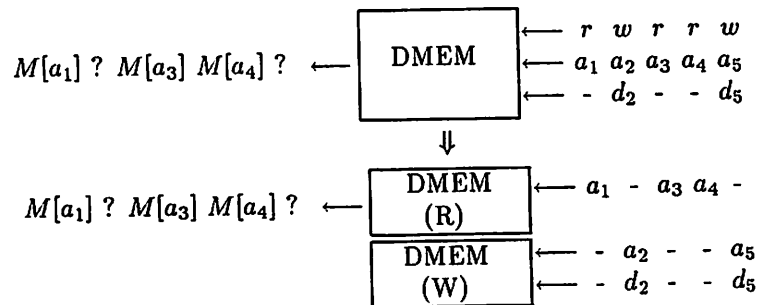 ← r w r r w
M[a₁] ? M[a₃] M[a₄] ? ← DMEM ← a₁ a₂ a₃ a₄ a₅
← - d₂ - - d₅
⇓
M[a₁] ? M[a₃] M[a₄] ? ← DMEM (R) ← a₁ - a₃ a₄ -
DMEM (W) ← - a₂ - - a₅
← - d₂ - - d₅